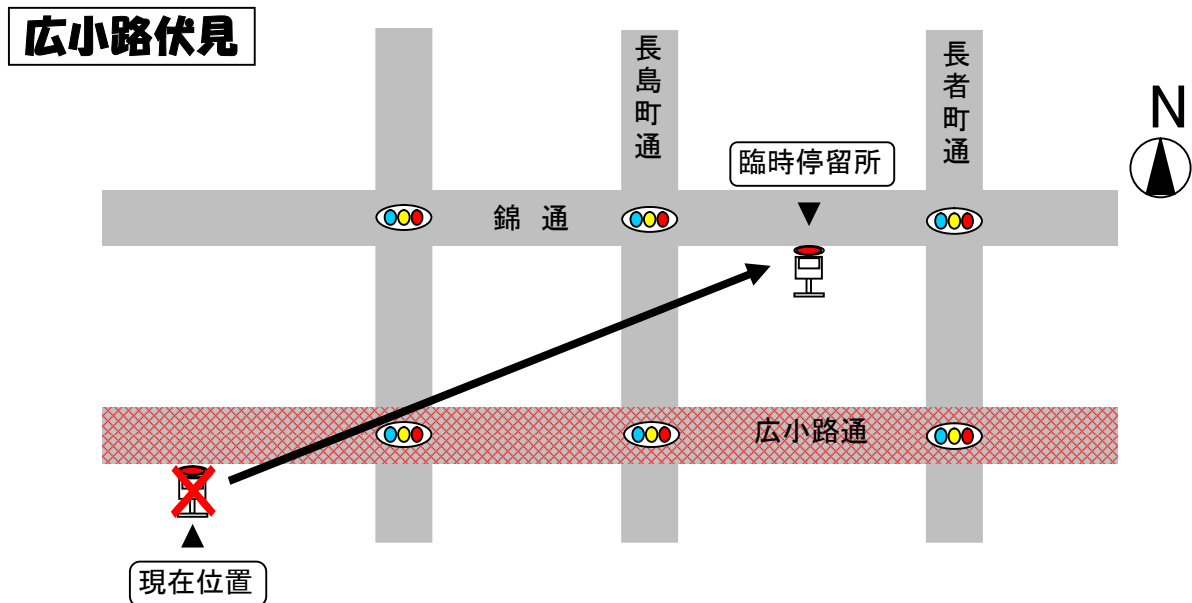 広小路伏見
長島町通
長者町通
N
臨時停留所
錦 通
広小路通
現在位置